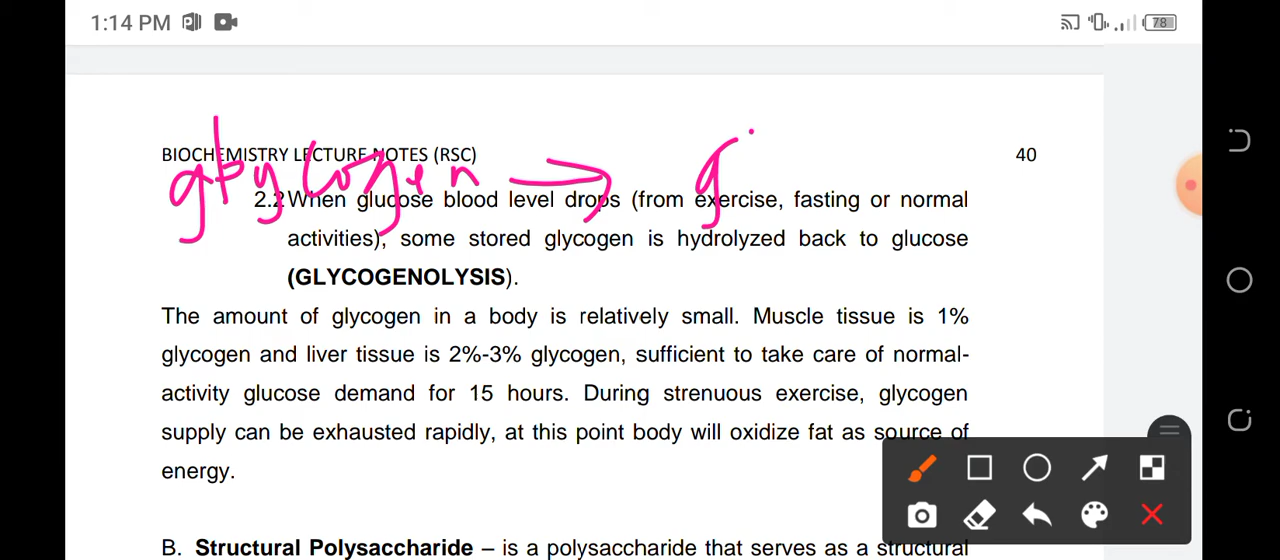 1:14 PM 78
BIOCHEMISTRY LECTURE NOTES (RSC) 40
glycogen → g
2.2 When glucose blood level drops (from exercise, fasting or normal
activities), some stored glycogen is hydrolyzed back to glucose
(GLYCOGENOLYSIS).
The amount of glycogen in a body is relatively small. Muscle tissue is 1%
glycogen and liver tissue is 2%-3% glycogen, sufficient to take care of normal-
activity glucose demand for 15 hours. During strenuous exercise, glycogen
supply can be exhausted rapidly, at this point body will oxidize fat as source of
energy.
B. Structural Polysaccharide – is a polysaccharide that serves as a structural